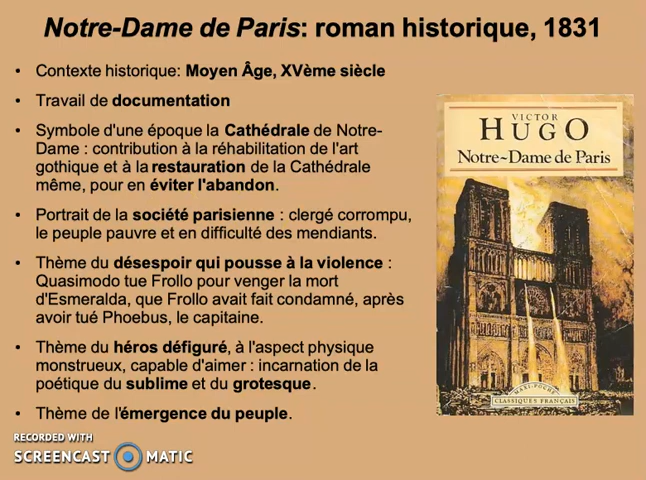 Notre-Dame de Paris: roman historique, 1831
• Contexte historique: Moyen Âge, XVème siècle
• Travail de documentation
• Symbole d'une époque la Cathédrale de Notre-
Dame : contribution à la réhabilitation de l'art
gothique et à la restauration de la Cathédrale
même, pour en éviter l'abandon.
• Portrait de la société parisienne : clergé corrompu,
le peuple pauvre et en difficulté des mendiants.
• Thème du désespoir qui pousse à la violence :
Quasimodo tue Frollo pour venger la mort
d'Esmeralda, que Frollo avait fait condamné, après
avoir tué Phoebus, le capitaine.
• Thème du héros défiguré, à l'aspect physique
monstrueux, capable d'aimer : incarnation de la
poétique du sublime et du grotesque.
• Thème de l'émergence du peuple.
VICTOR
HUGO
Notre-Dame de Paris
MAXI-POCHE
CLASSIQUES FRANÇAIS
RECORDED WITH
SCREENCAST MATIC